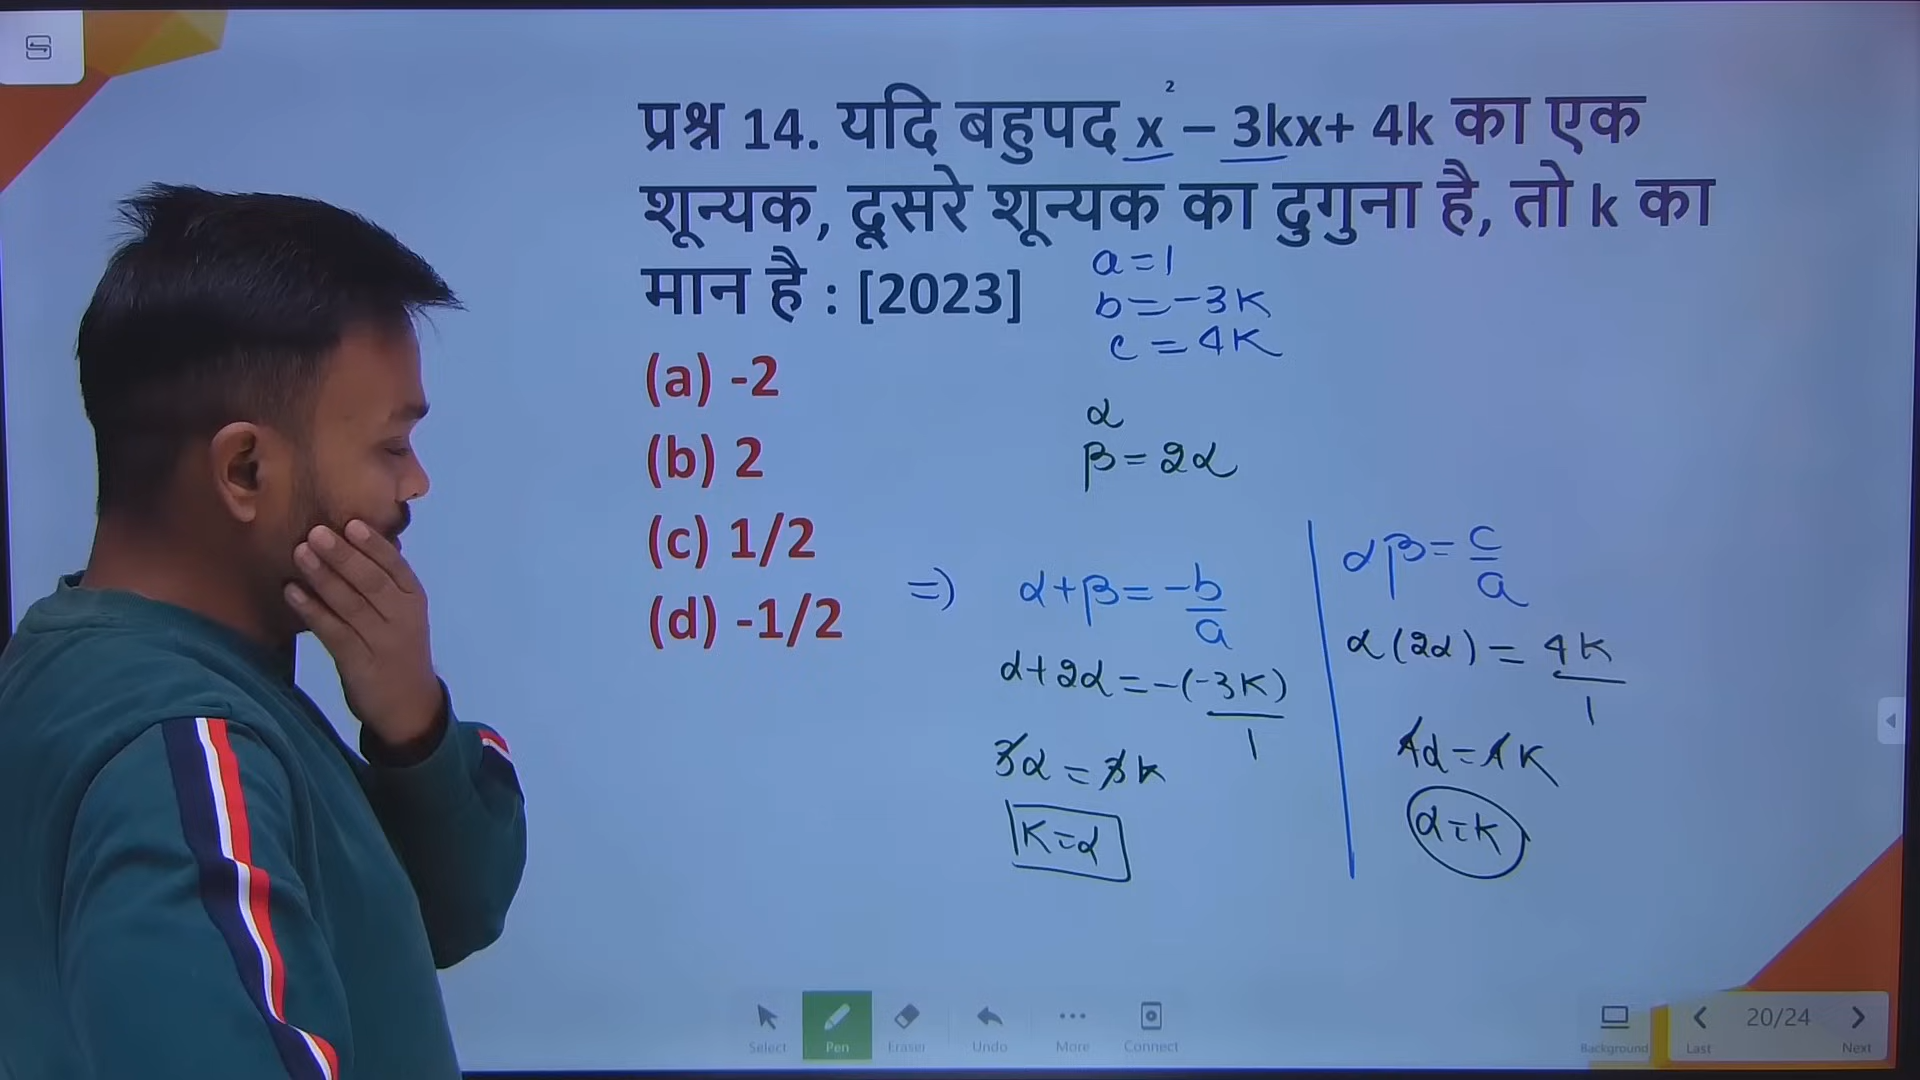 प्रश्न 14. यदि बहुपद x² – 3kx+ 4k का एक
शून्यक, दूसरे शून्यक का दुगुना है, तो k का
मान है : [2023]
(a) -2
(b) 2
(c) 1/2
(d) -1/2
a=1
b=-3K
c=4K
α
β=2α
=) α+β=-b/a
α+2α=-(-3K)/1
3α=3k
K=α
αβ=c/a
α(2α)=4K/1
4α=4K
α=K
Select
Pen
Eraser
Undo
More
Connect
Background
Last
20/24
Next